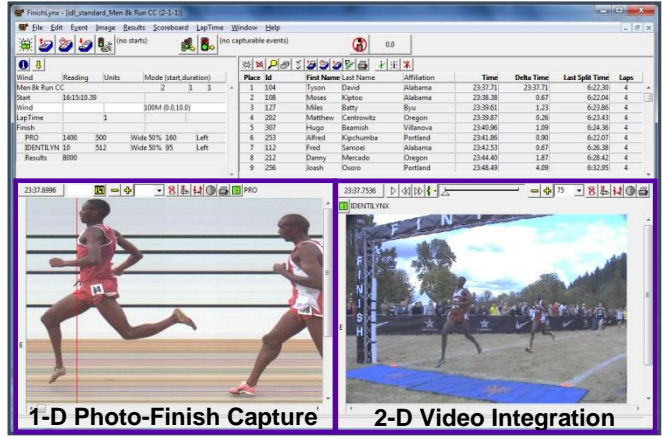 FinishLynx - [idl_standard_Men 8k Run CC (2-1-1)]
File Edit Event Image Results Scoreboard LapTime Window Help
(no starts) (no capturable events) 0.0
Wind Reading Units Mode (start,duration)
Men 8k Run CC 2 1 1
Start 16:15:10.39
Wind 100M (0.0,10.0)
LapTime
Finish
PRO 1400 500 Wide 50% 160 Left
IDENTILYN 10 512 Wide 50% 95 Left
Results 8000
Place Id First Name Last Name Affiliation Time Delta Time Last Split Time Laps
1 104 Tyson David Alabama 23:37.71 23:37.71 6:22.30 4
2 108 Moses Kiptoo Alabama 23:38.38 0.67 6:22.04 4
3 127 Miles Batty Byu 23:39.61 1.23 6:23.86 4
4 202 Matthew Centrowitz Oregon 23:39.87 0.26 6:23.43 4
5 307 Hugo Beamish Villanova 23:40.96 1.09 6:24.36 4
6 253 Alfred Kipchumba Portland 23:41.86 0.90 6:22.07 4
7 112 Fred Samoei Alabama 23:42.53 0.67 6:26.38 4
8 212 Danny Mercado Oregon 23:44.40 1.87 6:28.42 4
9 256 Joash Osoro Portland 23:48.49 4.09 6:32.95 4
23:37.6996 PRO
23:37.7536 75
IDENTILYNX
E
E
FINISH
1-D Photo-Finish Capture
2-D Video Integration